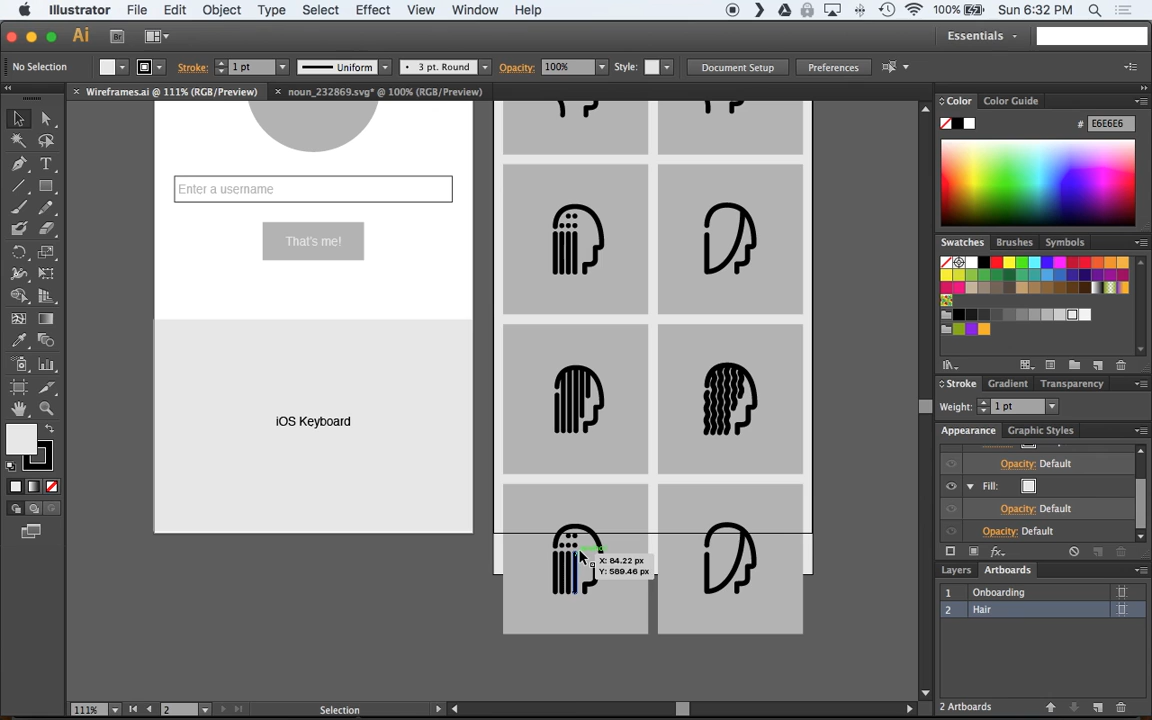 Illustrator File Edit Object Type Select Effect View Window Help 100% Sun 6:32 PM
Ai Br Essentials
No Selection Stroke: 1 pt Uniform 3 pt. Round Opacity: 100% Style: Document Setup Preferences
× Wireframes.ai @ 111% (RGB/Preview) × noun_232869.svg* @ 100% (RGB/Preview)
Color Color Guide
# E6E6E6
Enter a username
That's me!
Swatches Brushes Symbols
Stroke Gradient Transparency
Weight: 1 pt
iOS Keyboard
Appearance Graphic Styles
Opacity: Default
Fill:
Opacity: Default
Opacity: Default
fx
X: 84.22 px
Y: 589.46 px
Layers Artboards
1 Onboarding
2 Hair
2 Artboards
111% 2 Selection